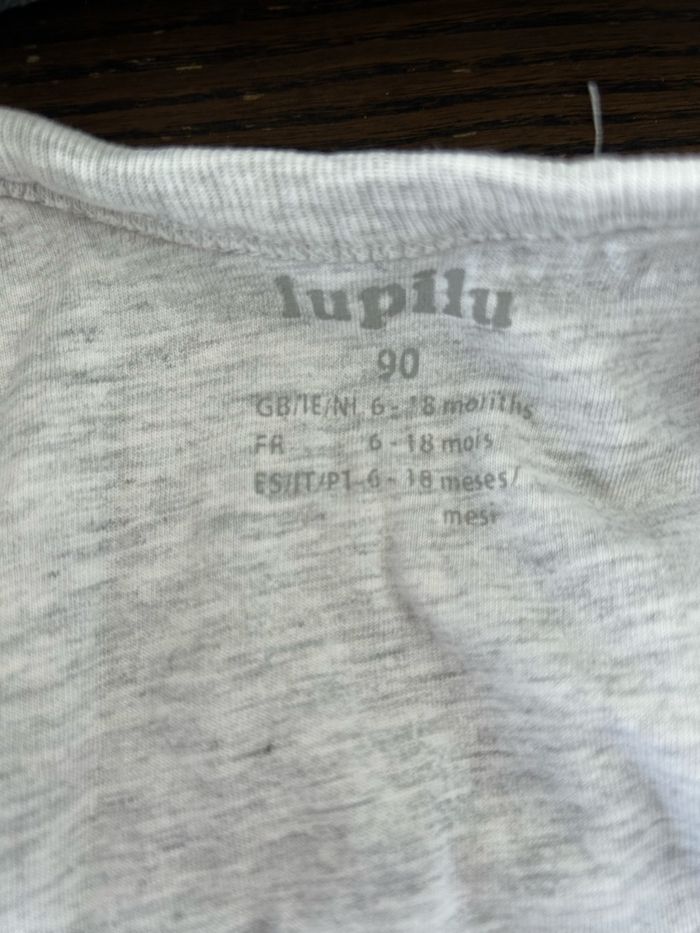 lupilu
90
GB/IE/NI 6 - 18 months
FR 6 - 18 mois
ES/IT/PT 6 - 18 meses/
mesi